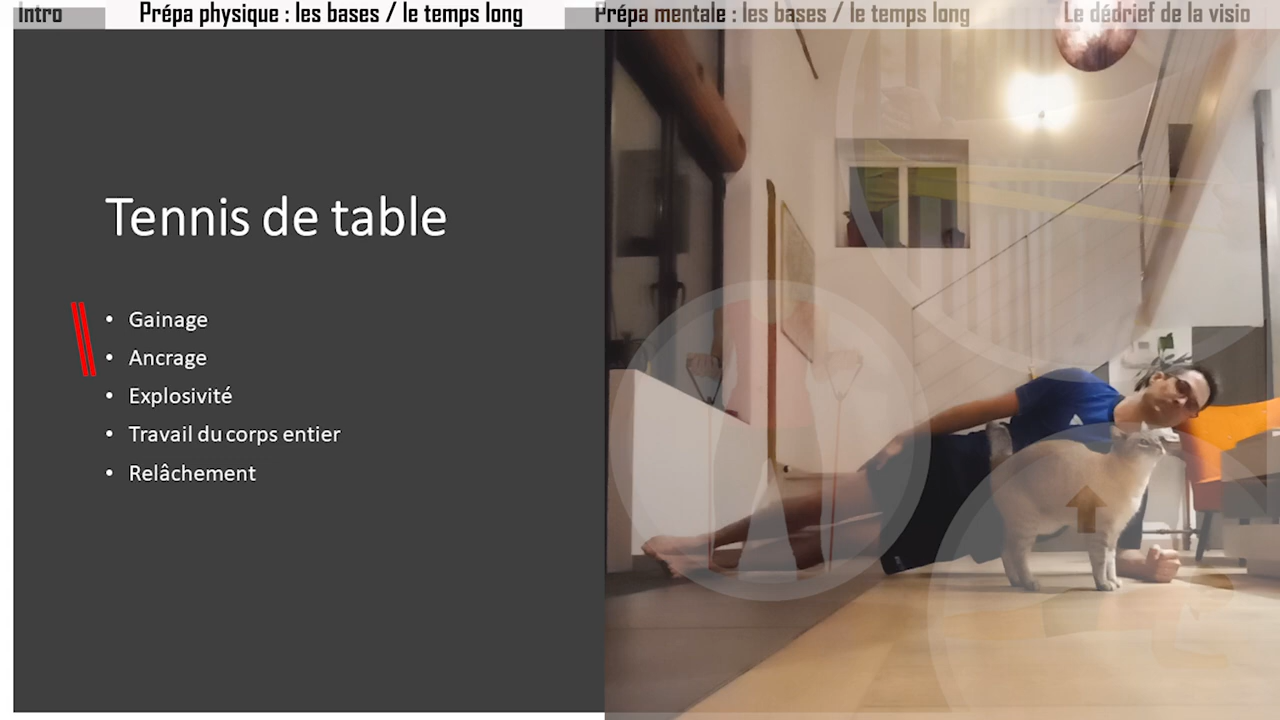 Intro
Prépa physique : les bases / le temps long
Prépa mentale : les bases / le temps long
Le dédrief de la visio
Tennis de table
• Gainage
• Ancrage
• Explosivité
• Travail du corps entier
• Relâchement